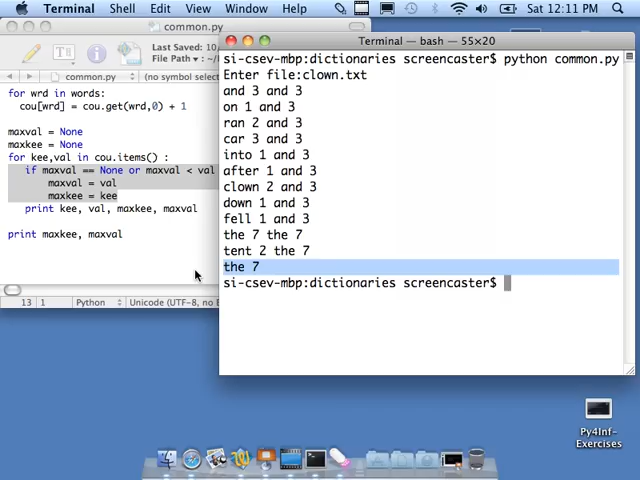 Terminal Shell Edit View Window Help Sat 12:11 PM
common.py
Last Saved: 10/
File Path: ~/
common.py (no symbol select
for wrd in words:
cou[wrd] = cou.get(wrd,0) + 1
maxval = None
maxkee = None
for kee,val in cou.items() :
if maxval == None or maxval < val
maxval = val
maxkee = kee
print kee, val, maxkee, maxval
print maxkee, maxval
13 1 Python Unicode (UTF-8, no B
Terminal — bash — 55×20
si-csev-mbp:dictionaries screencaster$ python common.py
Enter file:clown.txt
and 3 and 3
on 1 and 3
ran 2 and 3
car 3 and 3
into 1 and 3
after 1 and 3
clown 2 and 3
down 1 and 3
fell 1 and 3
the 7 the 7
tent 2 the 7
the 7
si-csev-mbp:dictionaries screencaster$
Py4Inf-
Exercises